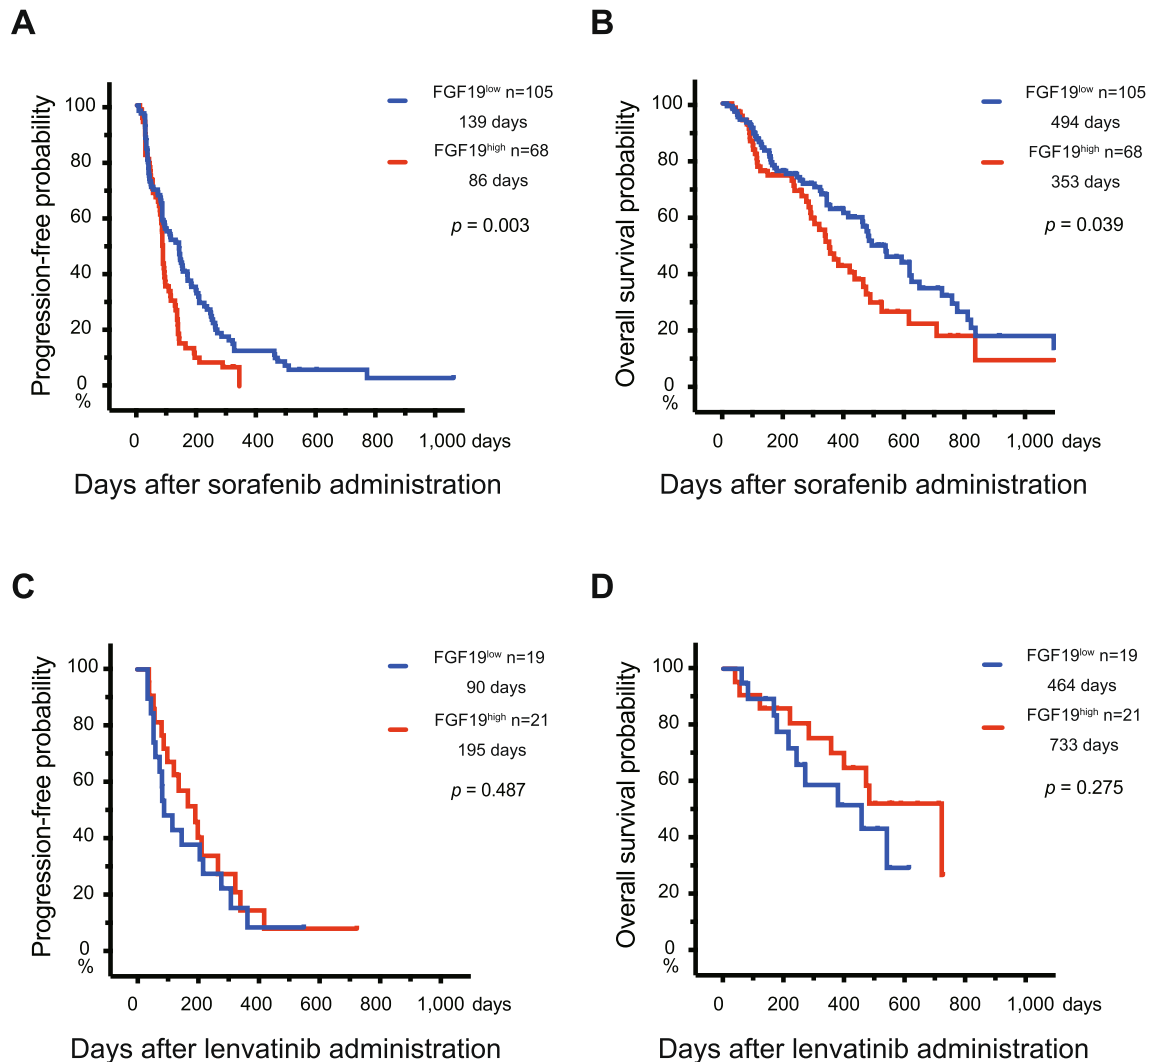 A
Progression-free probability
100
80
60
40
20
0
%
FGF19low n=105
139 days
FGF19high n=68
86 days
p = 0.003
0 200 400 600 800 1,000 days
Days after sorafenib administration
B
Overall survival probability
100
80
60
40
20
0
%
FGF19low n=105
494 days
FGF19high n=68
353 days
p = 0.039
0 200 400 600 800 1,000 days
Days after sorafenib administration
C
Progression-free probability
100
80
60
40
20
0
%
FGF19low n=19
90 days
FGF19high n=21
195 days
p = 0.487
0 200 400 600 800 1,000 days
Days after lenvatinib administration
D
Overall survival probability
100
80
60
40
20
0
%
FGF19low n=19
464 days
FGF19high n=21
733 days
p = 0.275
0 200 400 600 800 1,000 days
Days after lenvatinib administration